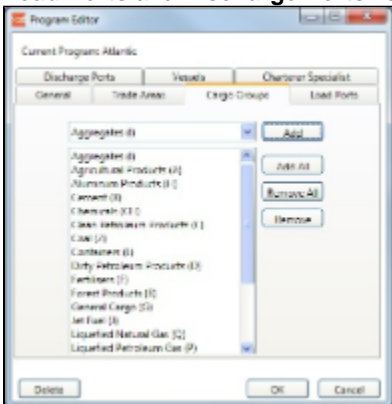 Program Editor
Current Program: Atlantic
Discharge Ports Vessels Charterer Specialist
General Trade Areas Cargo Groups Load Ports
Aggregates Add
Aggregates
Agricultural Products (A) Add All
Aluminum Products
Cement Remove All
Chemicals
Clean Petroleum Products Remove
Coal
Containers
Dirty Petroleum Products (D)
Fertilisers
Forest Products
General Cargo (G)
Jet Fuel
Liquefied Natural Gas (Q)
Liquefied Petroleum Gas (P)
Delete OK Cancel